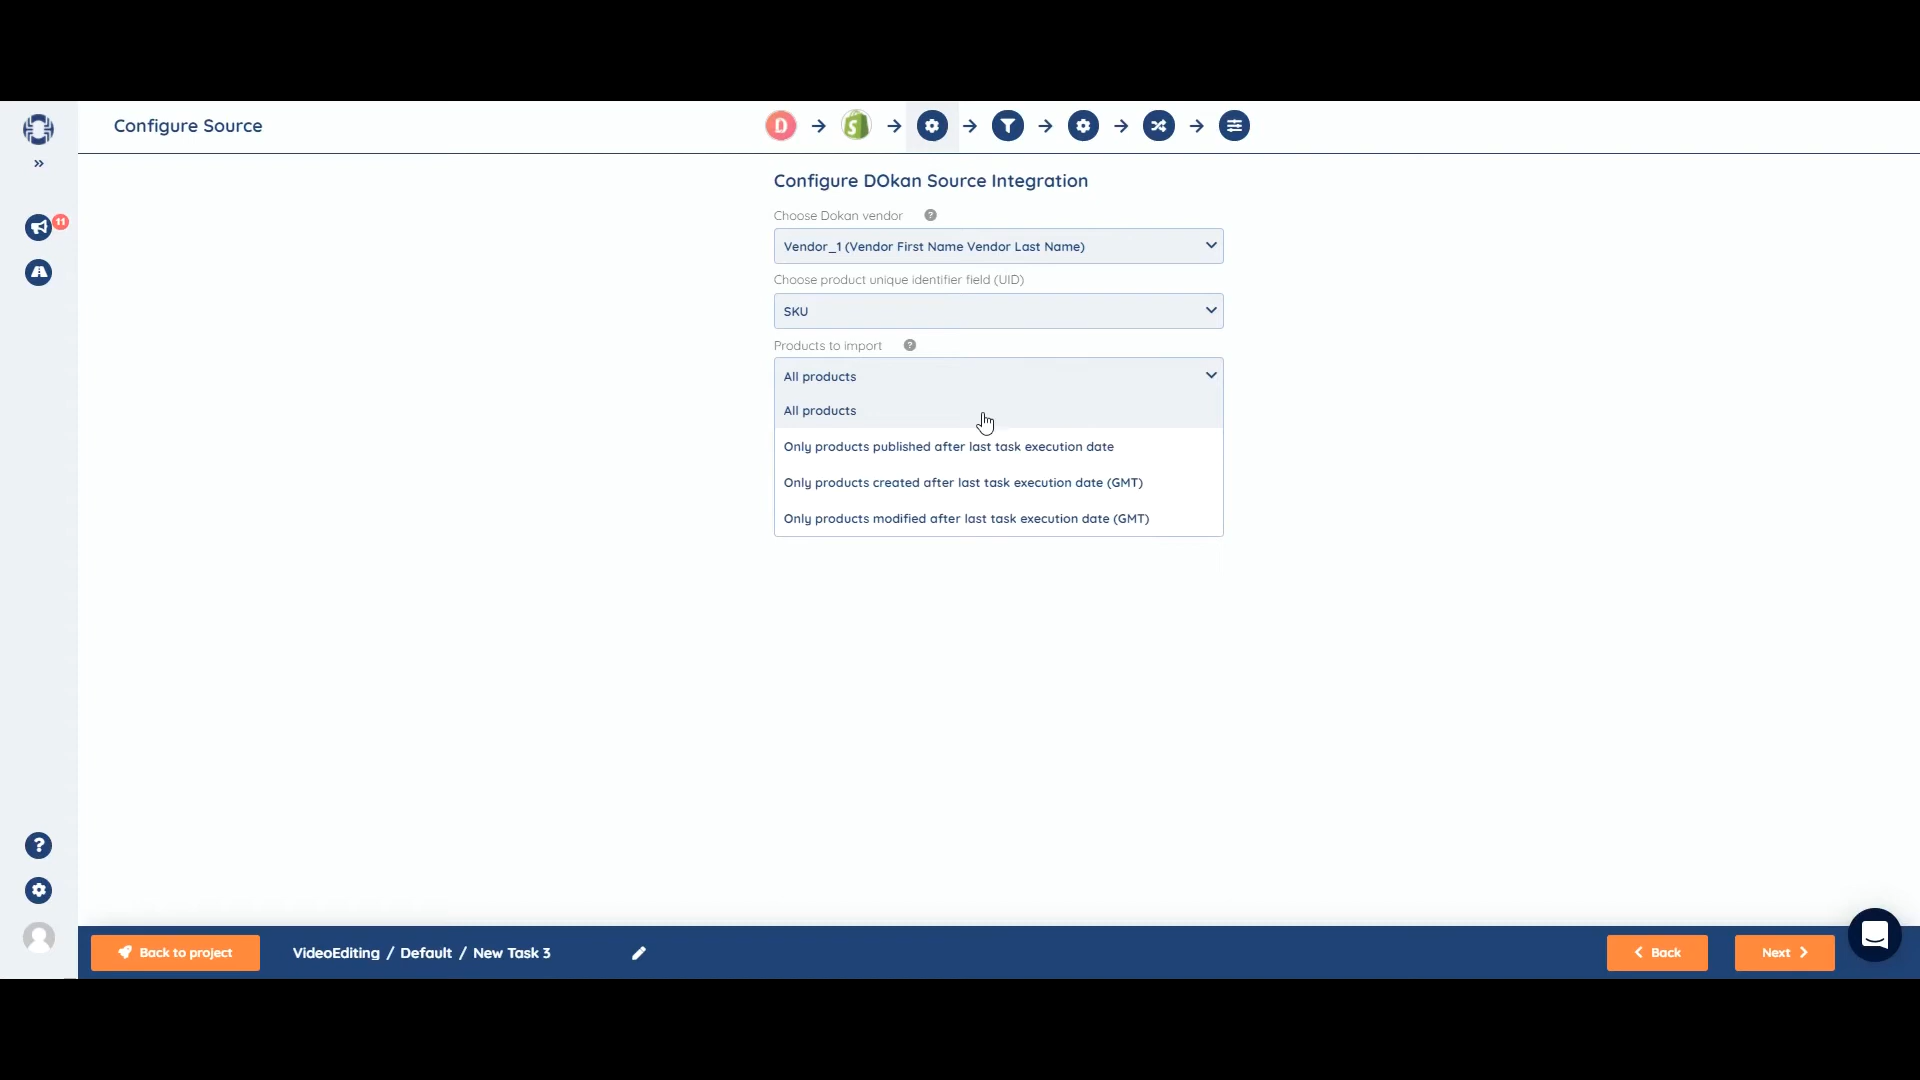 Configure Source
D
S
»
11
Configure DOkan Source Integration
Choose Dokan vendor ?
Vendor_1 (Vendor First Name Vendor Last Name)
Choose product unique identifier field (UID)
SKU
Products to import ?
All products
All products
Only products published after last task execution date
Only products created after last task execution date (GMT)
Only products modified after last task execution date (GMT)
?
Back to project
VideoEditing / Default / New Task 3
Back
Next